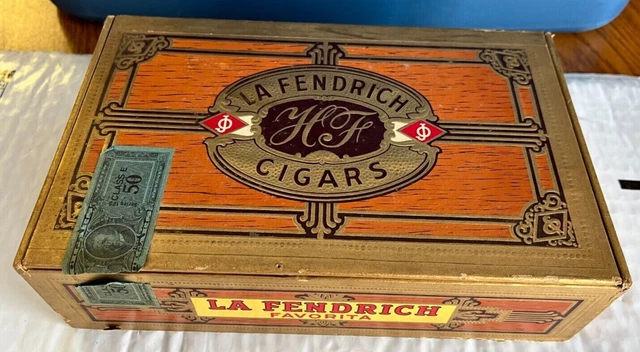 LA FENDRICH
HF
CIGARS
CLASS E
50
LA FENDRICH
FAVORITA